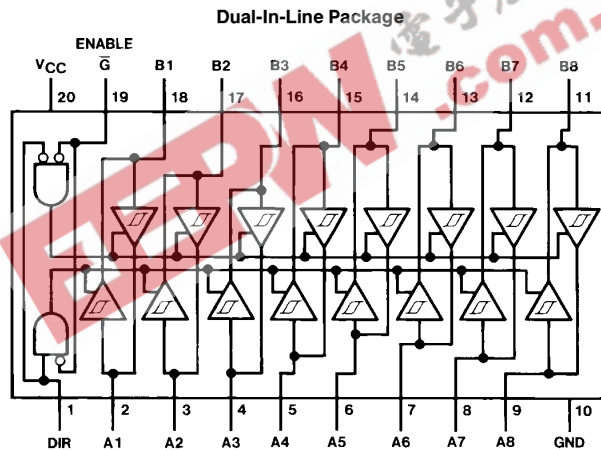 Dual-In-Line Package
ENABLE
VCC G̅ B1 B2 B3 B4 B5 B6 B7 B8
20 19 18 17 16 15 14 13 12 11
1 2 3 4 5 6 7 8 9 10
DIR A1 A2 A3 A4 A5 A6 A7 A8 GND
EEPW
.com.